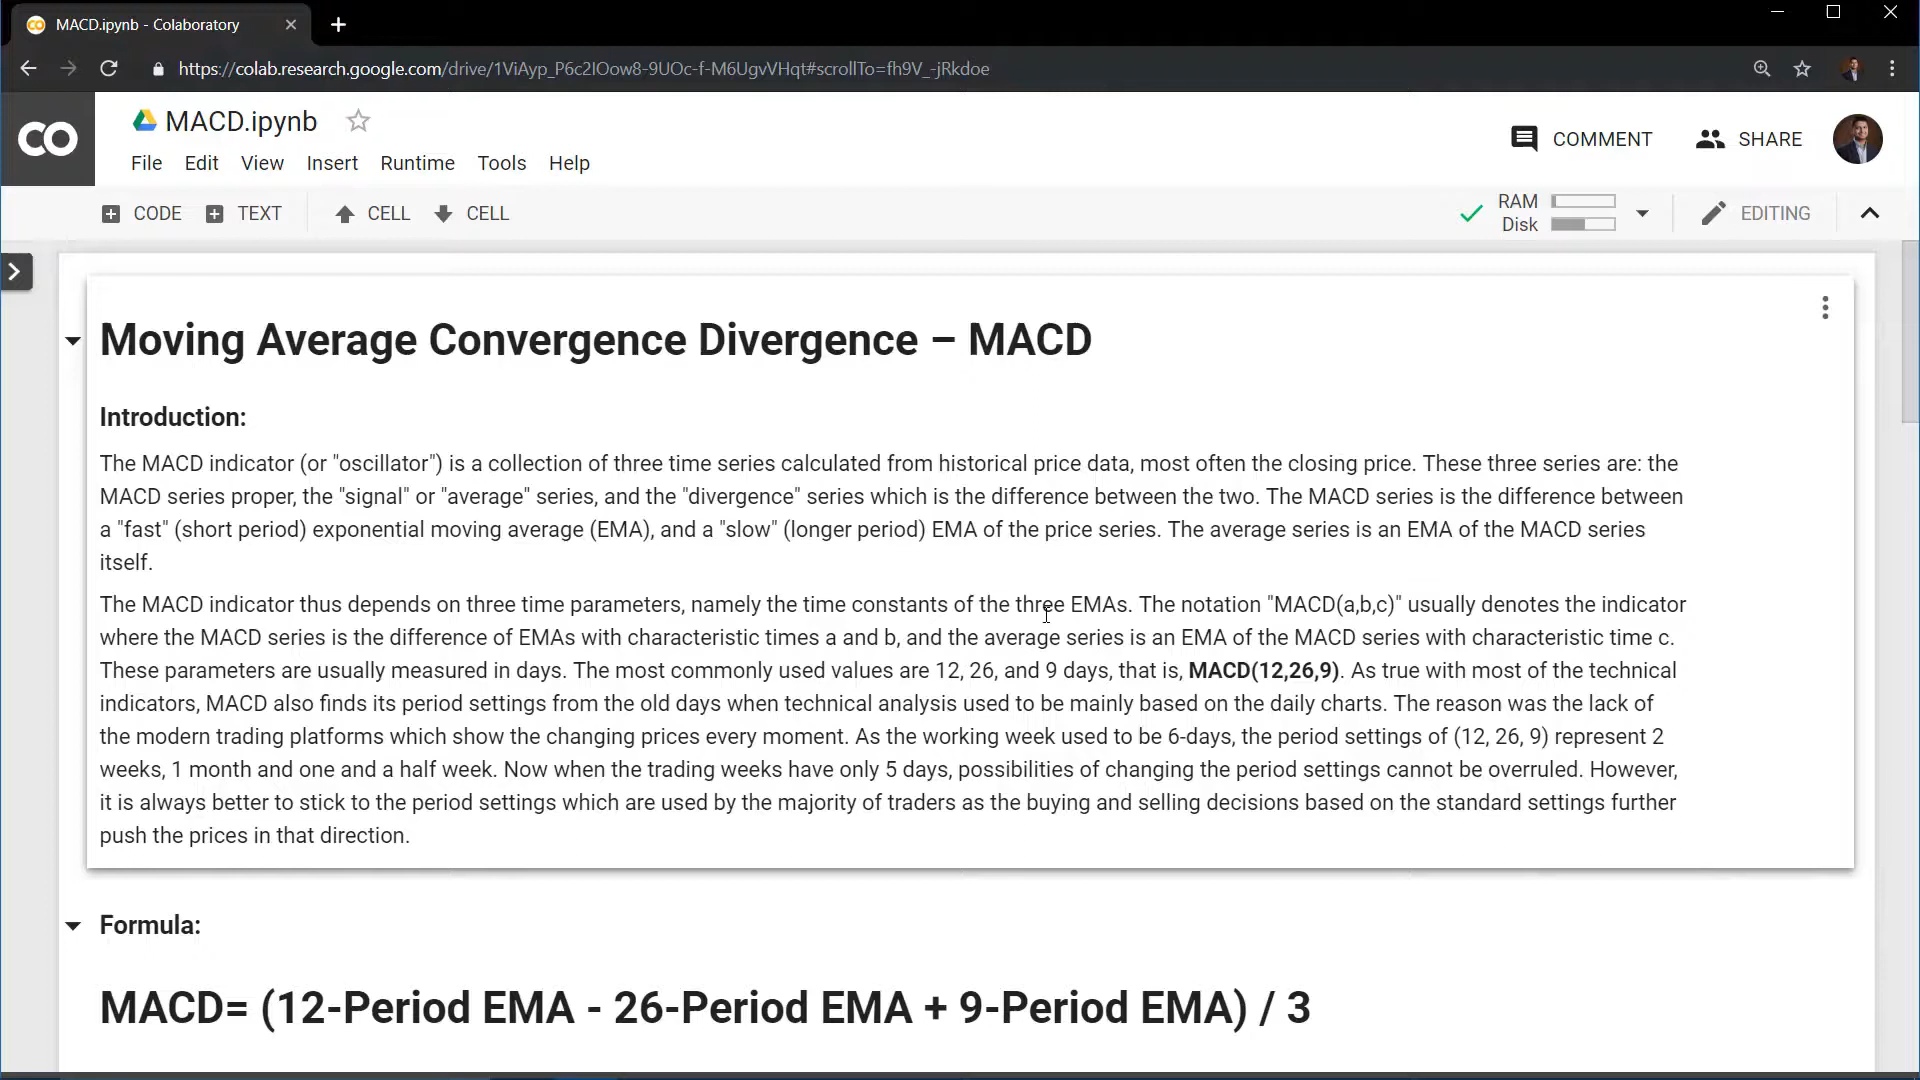 MACD.ipynb - Colaboratory
https://colab.research.google.com/drive/1ViAyp_P6c2IOow8-9UOc-f-M6UgvVHqt#scrollTo=fh9V_-jRkdoe
CO
MACD.ipynb
COMMENT SHARE
File Edit View Insert Runtime Tools Help
CODE TEXT CELL CELL
RAM
Disk
EDITING
Moving Average Convergence Divergence – MACD
Introduction:
The MACD indicator (or "oscillator") is a collection of three time series calculated from historical price data, most often the closing price. These three series are: the
MACD series proper, the "signal" or "average" series, and the "divergence" series which is the difference between the two. The MACD series is the difference between
a "fast" (short period) exponential moving average (EMA), and a "slow" (longer period) EMA of the price series. The average series is an EMA of the MACD series
itself.
The MACD indicator thus depends on three time parameters, namely the time constants of the three EMAs. The notation "MACD(a,b,c)" usually denotes the indicator
where the MACD series is the difference of EMAs with characteristic times a and b, and the average series is an EMA of the MACD series with characteristic time c.
These parameters are usually measured in days. The most commonly used values are 12, 26, and 9 days, that is, MACD(12,26,9). As true with most of the technical
indicators, MACD also finds its period settings from the old days when technical analysis used to be mainly based on the daily charts. The reason was the lack of
the modern trading platforms which show the changing prices every moment. As the working week used to be 6-days, the period settings of (12, 26, 9) represent 2
weeks, 1 month and one and a half week. Now when the trading weeks have only 5 days, possibilities of changing the period settings cannot be overruled. However,
it is always better to stick to the period settings which are used by the majority of traders as the buying and selling decisions based on the standard settings further
push the prices in that direction.
Formula:
MACD= (12-Period EMA - 26-Period EMA + 9-Period EMA) / 3